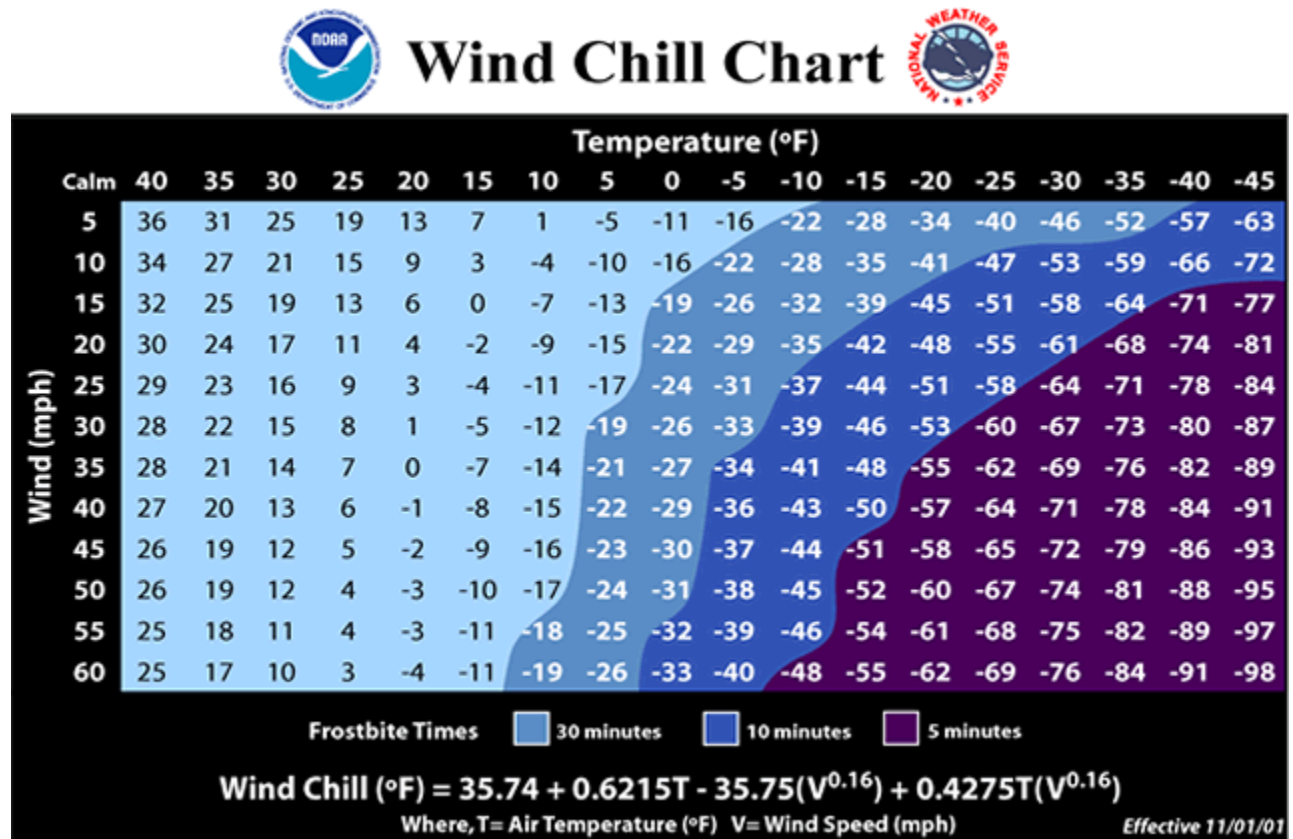 NATIONAL OCEANIC AND ATMOSPHERIC ADMINISTRATION
NOAA
U.S. DEPARTMENT OF COMMERCE
Wind Chill Chart
NATIONAL WEATHER SERVICE
Temperature (ºF)
Calm 40 35 30 25 20 15 10 5 0 -5 -10 -15 -20 -25 -30 -35 -40 -45
Wind (mph)
5 36 31 25 19 13 7 1 -5 -11 -16 -22 -28 -34 -40 -46 -52 -57 -63
10 34 27 21 15 9 3 -4 -10 -16 -22 -28 -35 -41 -47 -53 -59 -66 -72
15 32 25 19 13 6 0 -7 -13 -19 -26 -32 -39 -45 -51 -58 -64 -71 -77
20 30 24 17 11 4 -2 -9 -15 -22 -29 -35 -42 -48 -55 -61 -68 -74 -81
25 29 23 16 9 3 -4 -11 -17 -24 -31 -37 -44 -51 -58 -64 -71 -78 -84
30 28 22 15 8 1 -5 -12 -19 -26 -33 -39 -46 -53 -60 -67 -73 -80 -87
35 28 21 14 7 0 -7 -14 -21 -27 -34 -41 -48 -55 -62 -69 -76 -82 -89
40 27 20 13 6 -1 -8 -15 -22 -29 -36 -43 -50 -57 -64 -71 -78 -84 -91
45 26 19 12 5 -2 -9 -16 -23 -30 -37 -44 -51 -58 -65 -72 -79 -86 -93
50 26 19 12 4 -3 -10 -17 -24 -31 -38 -45 -52 -60 -67 -74 -81 -88 -95
55 25 18 11 4 -3 -11 -18 -25 -32 -39 -46 -54 -61 -68 -75 -82 -89 -97
60 25 17 10 3 -4 -11 -19 -26 -33 -40 -48 -55 -62 -69 -76 -84 -91 -98
Frostbite Times 30 minutes 10 minutes 5 minutes
Wind Chill (ºF) = 35.74 + 0.6215T - 35.75(V^0.16) + 0.4275T(V^0.16)
Where, T= Air Temperature (ºF) V= Wind Speed (mph)
Effective 11/01/01